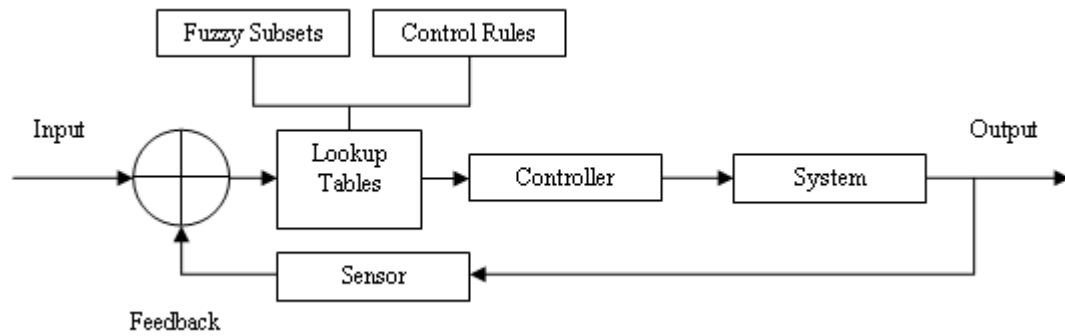 Fuzzy Subsets
Control Rules
Input
Output
Lookup
Tables
Controller
System
Sensor
Feedback